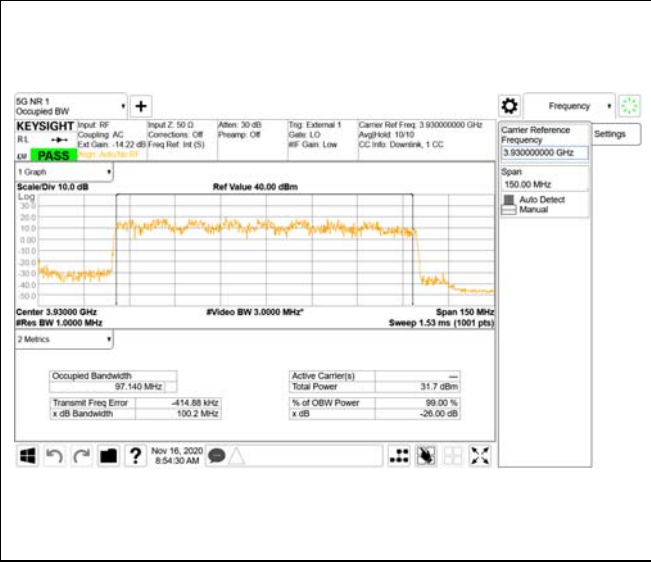 5G NR 1
Occupied BW
+
Frequency
KEYSIGHT
Input: RF
Input Z: 50 Ω
Atten: 30 dB
Trig: External 1
Carrier Ref Freq: 3.930000000 GHz
RL
Coupling: AC
Corrections: Off
Preamp: Off
Gate: LO
Avg|Hold: 10/10
Ext Gain: -14.22 dB
Freq Ref: Int (S)
#IF Gain: Low
CC Info: Downlink, 1 CC
PASS
Align: Auto/No RF
Carrier Reference
Frequency
3.930000000 GHz
Settings
Span
150.00 MHz
Auto Detect
Manual
1 Graph
Scale/Div 10.0 dB
Ref Value 40.00 dBm
Log
30.0
20.0
10.0
0.00
-10.0
-20.0
-30.0
-40.0
-50.0
Center 3.93000 GHz
#Video BW 3.0000 MHz*
Span 150 MHz
#Res BW 1.0000 MHz
Sweep 1.53 ms (1001 pts)
2 Metrics
Occupied Bandwidth
97.140 MHz
Active Carrier(s)
---
Total Power
31.7 dBm
Transmit Freq Error
-414.88 kHz
% of OBW Power
99.00 %
x dB Bandwidth
100.2 MHz
x dB
-26.00 dB
?
Nov 16, 2020
8:54:30 AM